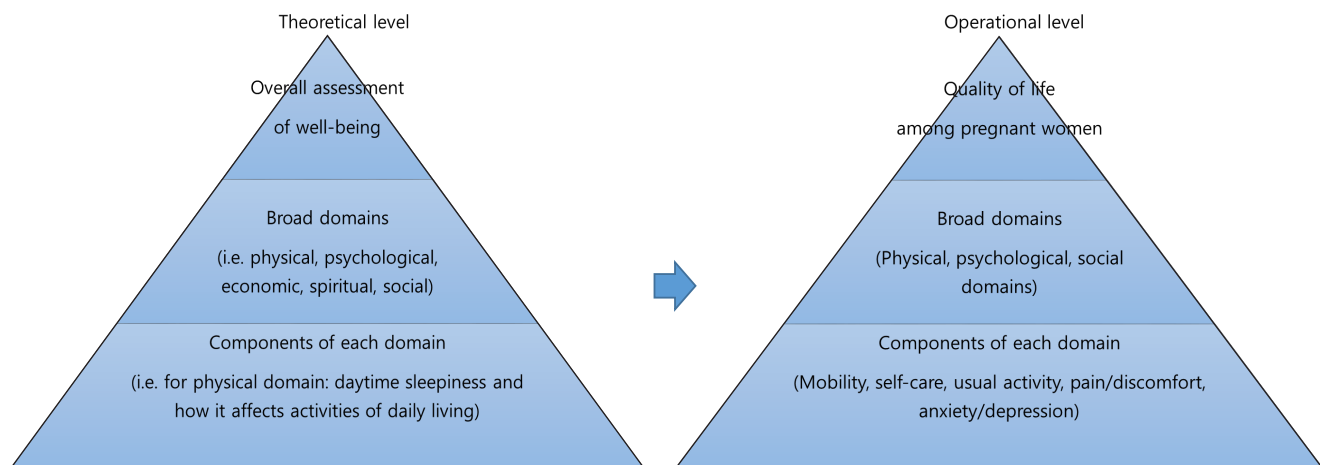 Theoretical level
Overall assessment
of well-being
Broad domains
(i.e. physical, psychological,
economic, spiritual, social)
Components of each domain
(i.e. for physical domain: daytime sleepiness and
how it affects activities of daily living)
Operational level
Quality of life
among pregnant women
Broad domains
(Physical, psychological, social
domains)
Components of each domain
(Mobility, self-care, usual activity, pain/discomfort,
anxiety/depression)